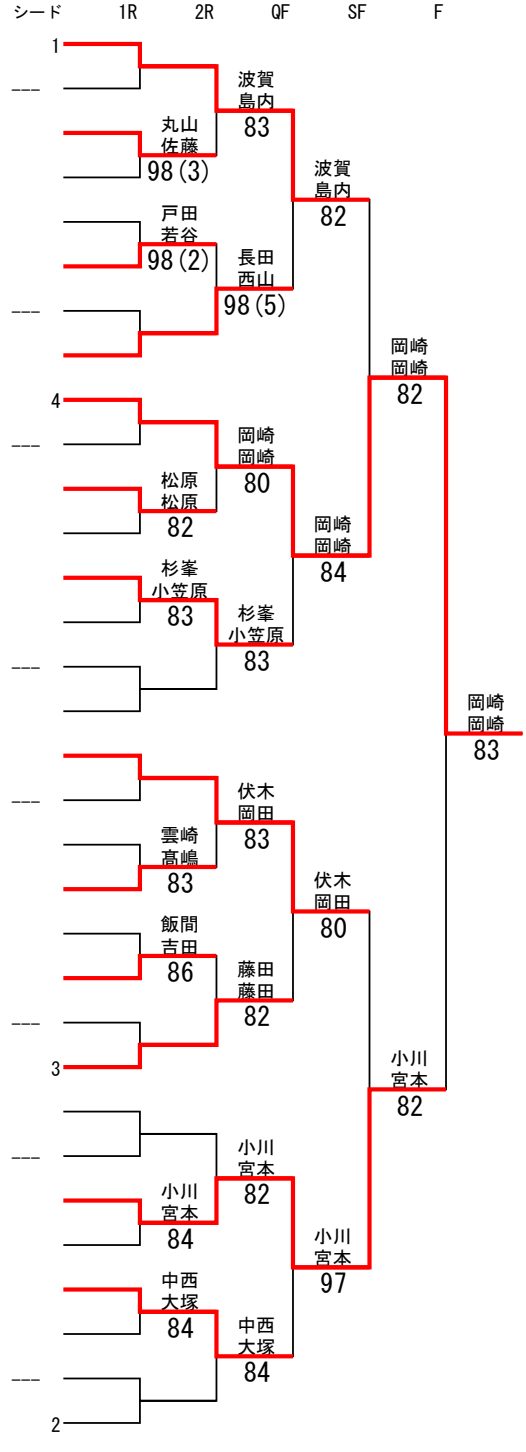 シード 1R 2R QF SF F
1
---
波賀
島内
83
丸山
佐藤
98(3)
波賀
島内
82
戸田
若谷
98(2)
長田
西山
98(5)
---
岡崎
岡崎
82
4
---
岡崎
岡崎
80
松原
松原
82
岡崎
岡崎
84
杉峯
小笠原
83
杉峯
小笠原
83
---
岡崎
岡崎
83
---
伏木
岡田
83
雲崎
髙嶋
83
伏木
岡田
80
飯間
吉田
86
藤田
藤田
82
---
3
小川
宮本
82
---
小川
宮本
82
小川
宮本
84
小川
宮本
97
中西
大塚
84
中西
大塚
84
---
2